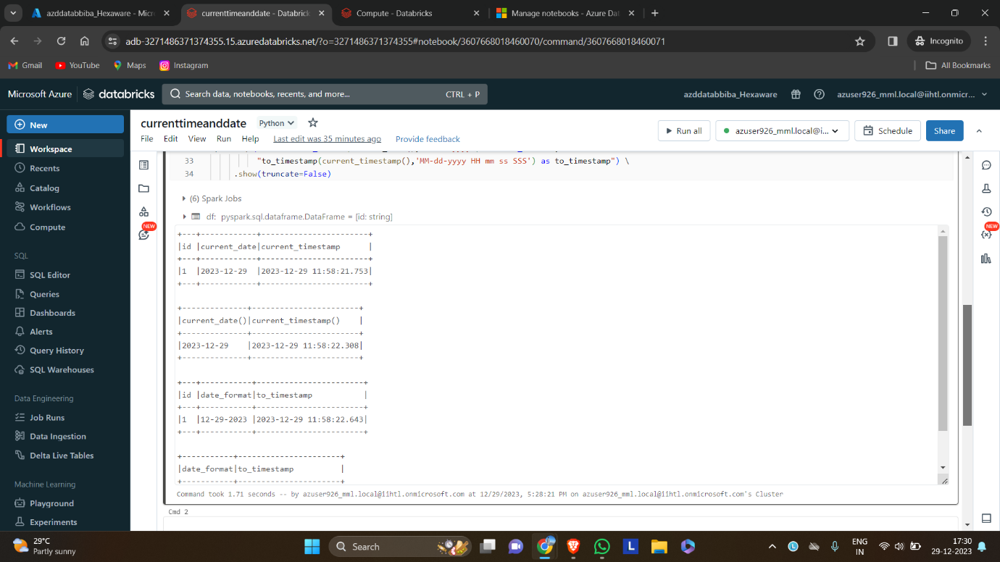 azddatabbiba_Hexaware - Micr
currenttimeanddate - Databrick
Compute - Databricks
Manage notebooks - Azure Dat
adb-3271486371374355.15.azuredatabricks.net/?o=3271486371374355#notebook/3607668018460070/command/3607668018460071
Incognito
Gmail
YouTube
Maps
Instagram
All Bookmarks
Microsoft Azure
databricks
Search data, notebooks, recents, and more...
CTRL + P
azddatabbiba_Hexaware
azuser926_mml.local@iihtl.onmicr...
New
Workspace
Recents
Catalog
Workflows
Compute
SQL
SQL Editor
Queries
Dashboards
Alerts
Query History
SQL Warehouses
Data Engineering
Job Runs
Data Ingestion
Delta Live Tables
Machine Learning
Playground
Experiments
currenttimeanddate
Python
File Edit View Run Help Last edit was 35 minutes ago Provide feedback
Run all
azuser926_mml.local@i...
Schedule
Share
NEW
NEW
33 "to_timestamp(current_timestamp(),'MM-dd-yyyy HH mm ss SSS') as to_timestamp") \
34 .show(truncate=False)
(6) Spark Jobs
df: pyspark.sql.dataframe.DataFrame = [id: string]
+---+------------+-----------------------+
|id |current_date|current_timestamp      |
+---+------------+-----------------------+
|1  |2023-12-29  |2023-12-29 11:58:21.753|
+---+------------+-----------------------+
+--------------+-----------------------+
|current_date()|current_timestamp()    |
+--------------+-----------------------+
|2023-12-29    |2023-12-29 11:58:22.308|
+--------------+-----------------------+
+---+-----------+-----------------------+
|id |date_format|to_timestamp           |
+---+-----------+-----------------------+
|1  |12-29-2023 |2023-12-29 11:58:22.643|
+---+-----------+-----------------------+
+-----------+----------------------+
|date_format|to_timestamp          |
+-----------+----------------------+
Command took 1.71 seconds -- by azuser926_mml.local@iihtl.onmicrosoft.com at 12/29/2023, 5:28:21 PM on azuser926_mml.local@iihtl.onmicrosoft.com's Cluster
Cmd 2
29°C
Partly sunny
Search
L
L
ENG
IN
17:30
29-12-2023